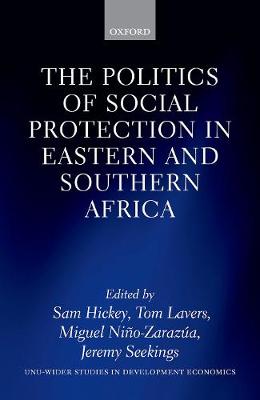 OXFORD
THE POLITICS
OF SOCIAL
PROTECTION IN
EASTERN AND
SOUTHERN
AFRICA
Edited by
Sam Hickey, Tom Lavers,
Miguel Niño-Zarazúa,
Jeremy Seekings
UNU-WIDER STUDIES IN DEVELOPMENT ECONOMICS